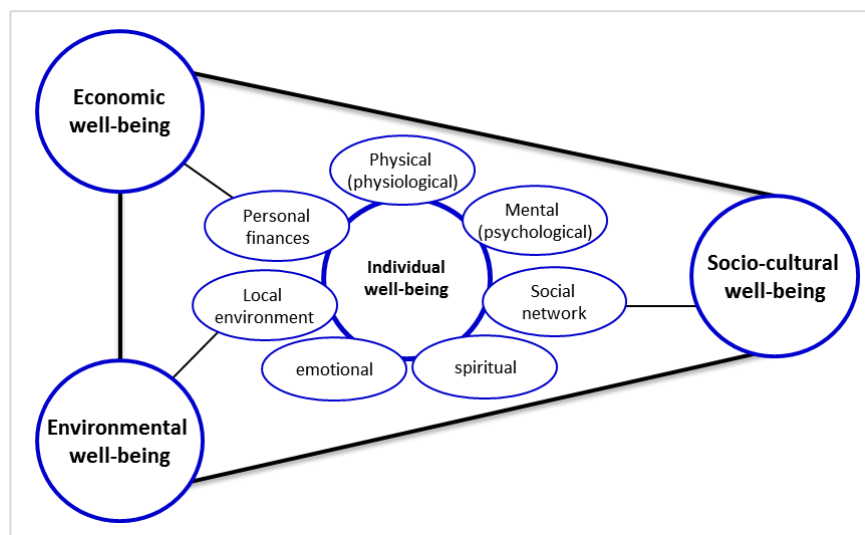 Economic
well-being
Physical
(physiological)
Personal
finances
Mental
(psychological)
Individual
well-being
Socio-cultural
well-being
Local
environment
Social
network
emotional
spiritual
Environmental
well-being